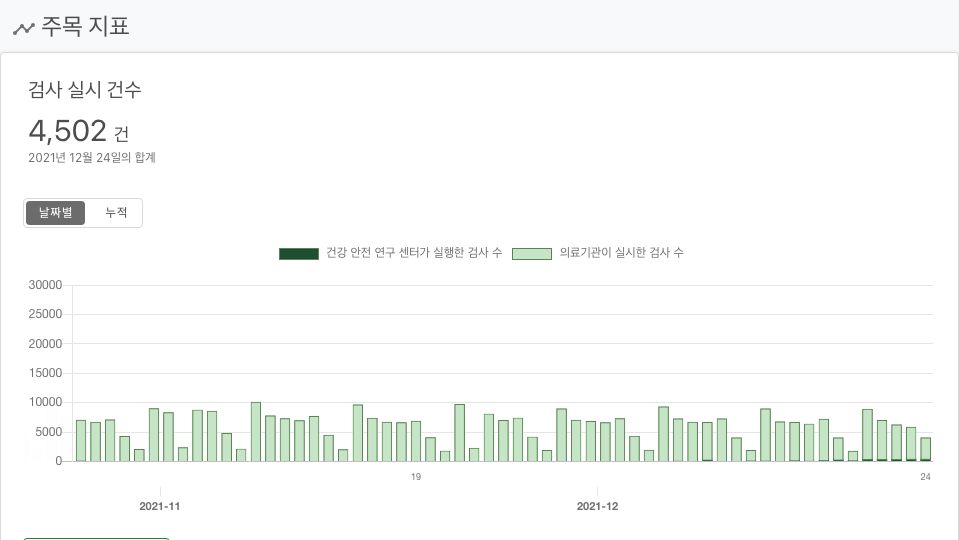 주목 지표
검사 실시 건수
4,502 건
2021년 12월 24일의 합계
날짜별 누적
건강 안전 연구 센터가 실행한 검사 수 의료기관이 실시한 검사 수
30000
25000
20000
15000
10000
5000
0
19 24
2021-11 2021-12